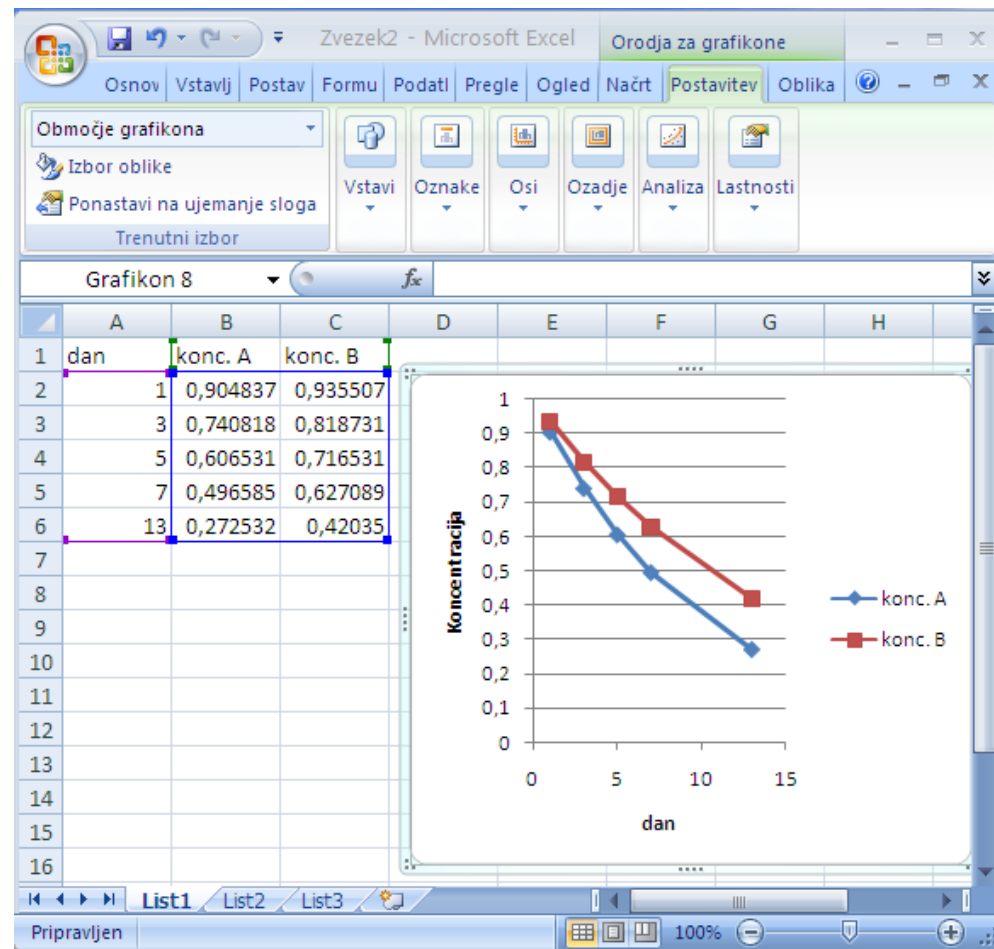 Zvezek2 - Microsoft Excel Orodja za grafikone
Osnov Vstavlj Postav Formu Podatl Pregle Ogled Načrt Postavitev Oblika
Območje grafikona
Izbor oblike
Ponastavi na ujemanje sloga
Trenutni izbor
Vstavi Oznake Osi Ozadje Analiza Lastnosti
Grafikon 8 fx
A B C D E F G H
1 dan konc. A konc. B
2 1 0,904837 0,935507
3 3 0,740818 0,818731
4 5 0,606531 0,716531
5 7 0,496585 0,627089
6 13 0,272532 0,42035
7
8
9
10
11
12
13
14
15
16
1
0,9
0,8
0,7
0,6
0,5
0,4
0,3
0,2
0,1
0
Koncentracija
0 5 10 15
dan
konc. A
konc. B
List1 List2 List3
Pripravljen 100%